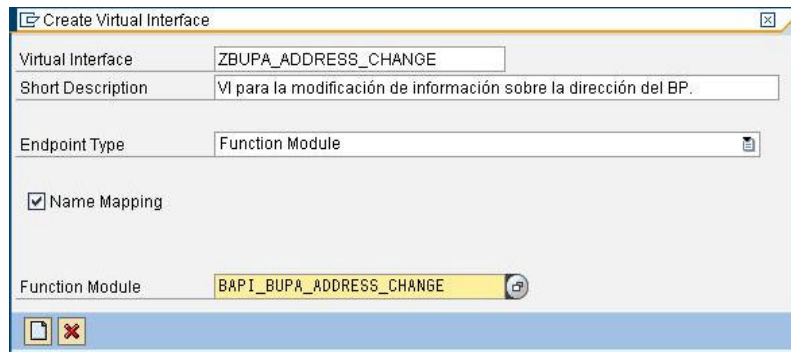 Create Virtual Interface
Virtual Interface ZBUPA_ADDRESS_CHANGE
Short Description VI para la modificación de información sobre la dirección del BP.
Endpoint Type Function Module
Name Mapping
Function Module BAPI_BUPA_ADDRESS_CHANGE